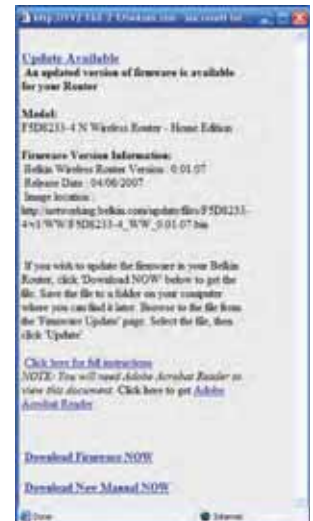 Update Available
An updated version of firmware is available
for your Router
Model:
F5D8233-4 N Wireless Router - Home Edition
Firmware Version Information:
Belkin Wireless Router Version : 0.01.07
Release Date : 04/06/2007
Image location :
http://networking.belkin.com/update/files/F5D8233-
4v1/WW/F5D8233-4_WW_0.01.07.bin
If you wish to update the firmware in your Belkin
Router, click 'Download NOW' below to get the
file. Save the file to a folder on your computer
where you can find it later. Browse to the file from
the 'Firmware Update' page. Select the file, then
click 'Update'
Click here for full instructions
NOTE: You will need Adobe Acrobat Reader to
view this document. Click here to get Adobe
Acrobat Reader
Download Firmware NOW
Download New Manual NOW
Done
Internet